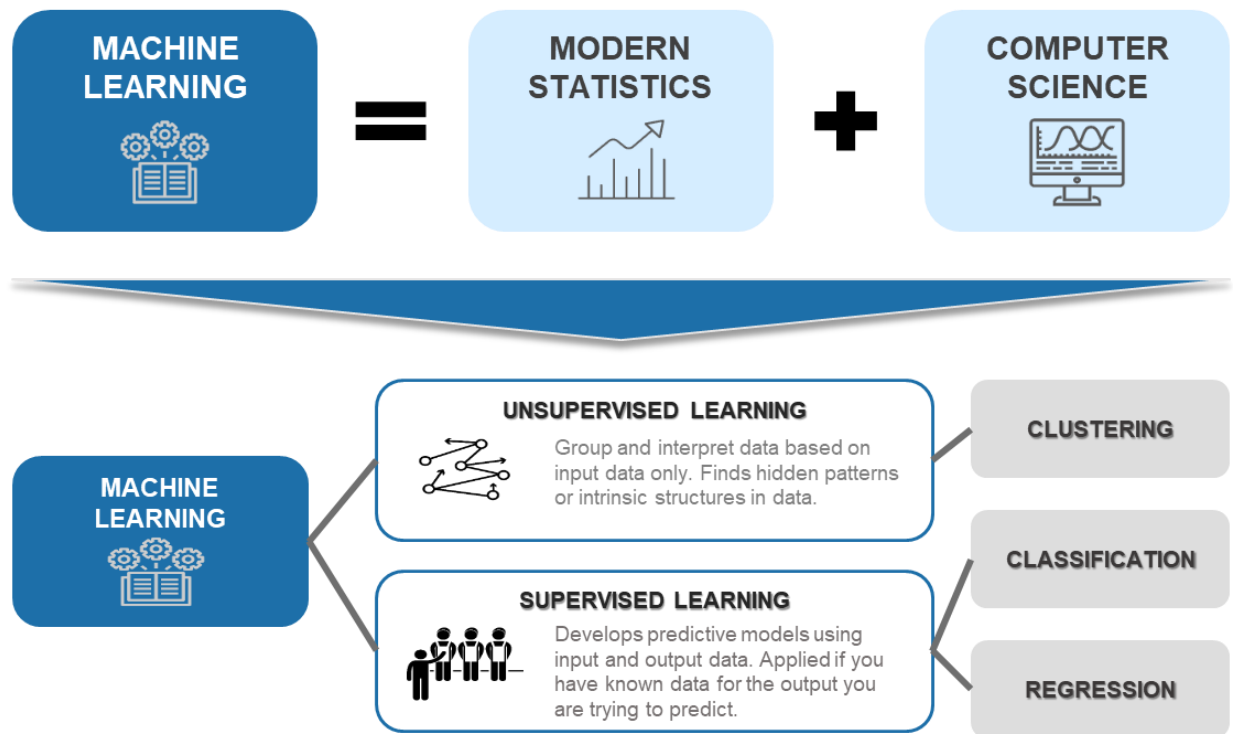 MACHINE
LEARNING
MODERN
STATISTICS
COMPUTER
SCIENCE
MACHINE
LEARNING
UNSUPERVISED LEARNING
Group and interpret data based on
input data only. Finds hidden patterns
or intrinsic structures in data.
CLUSTERING
SUPERVISED LEARNING
Develops predictive models using
input and output data. Applied if you
have known data for the output you
are trying to predict.
CLASSIFICATION
REGRESSION